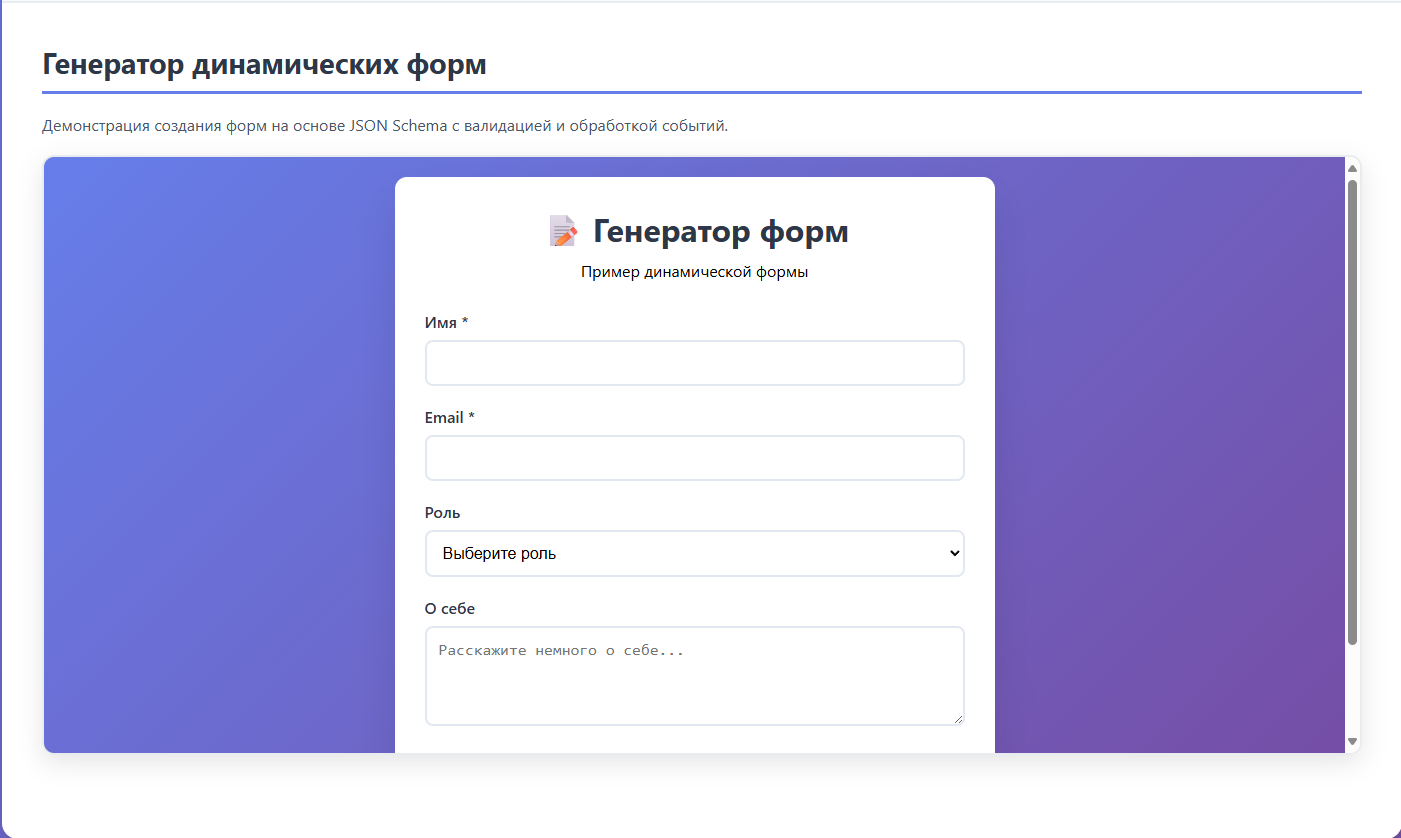 Генератор динамических форм
Демонстрация создания форм на основе JSON Schema с валидацией и обработкой событий.
Генератор форм
Пример динамической формы
Имя *
Email *
Роль
Выберите роль
О себе
Расскажите немного о себе...